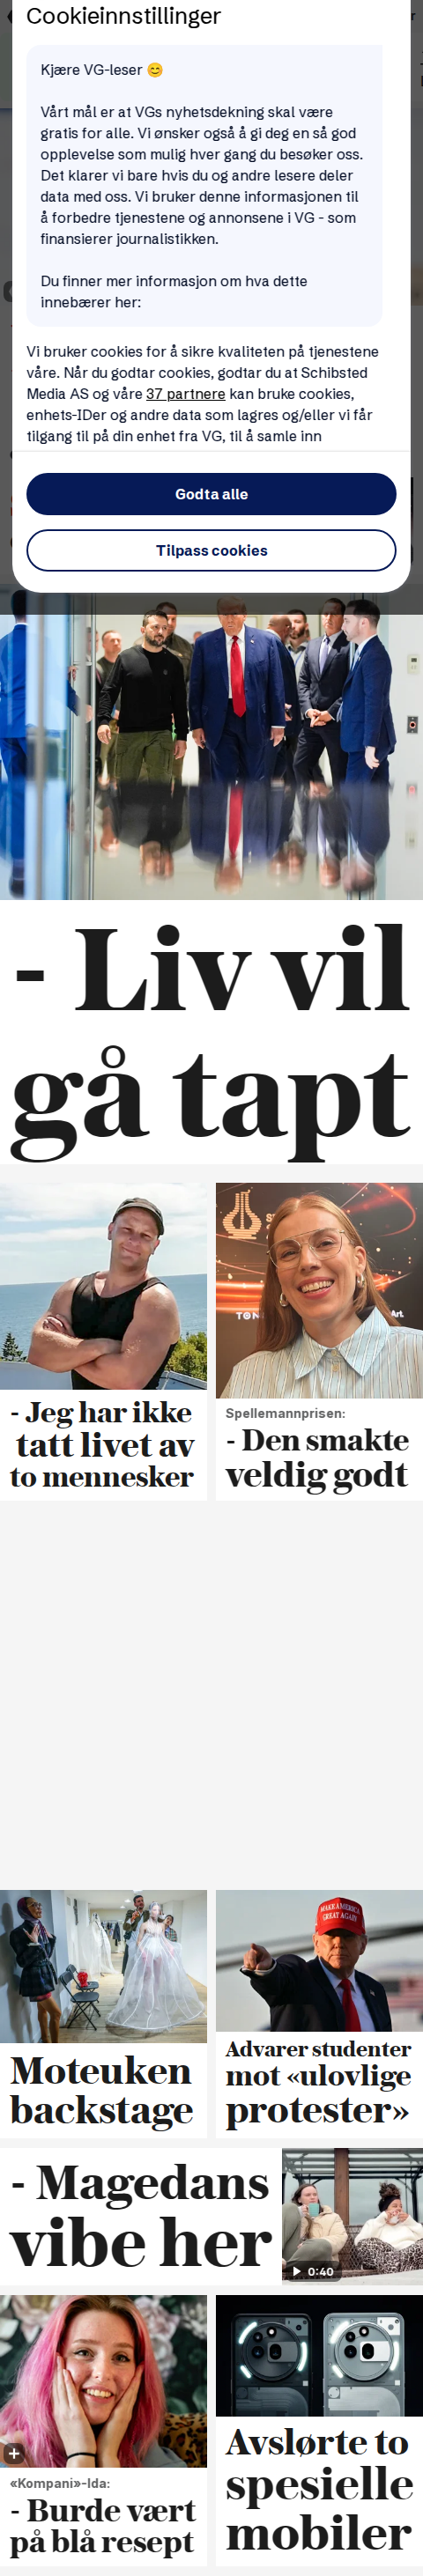 Cookieinnstillinger
Kjære VG-leser 😊
Vårt mål er at VGs nyhetsdekning skal være
gratis for alle. Vi ønsker også å gi deg en så god
opplevelse som mulig hver gang du besøker oss.
Det klarer vi bare hvis du og andre lesere deler
data med oss. Vi bruker denne informasjonen til
å forbedre tjenestene og annonsene i VG - som
finansierer journalistikken.
Du finner mer informasjon om hva dette
innebærer her:
Vi bruker cookies for å sikre kvaliteten på tjenestene
våre. Når du godtar cookies, godtar du at Schibsted
Media AS og våre 37 partnere kan bruke cookies,
enhets-IDer og andre data som lagres og/eller vi får
tilgang til på din enhet fra VG, til å samle inn
Godta alle
Tilpass cookies
- Liv vil
gå tapt
- Jeg har ikke
tatt livet av
to mennesker
Spellemannprisen:
- Den smakte
veldig godt
Moteuken
backstage
MAKE AMERICA
GREAT AGAIN
Advarer studenter
mot «ulovlige
protester»
- Magedans
vibe her
0:40
«Kompani»-Ida:
- Burde vært
på blå resept
Avslørte to
spesielle
mobiler